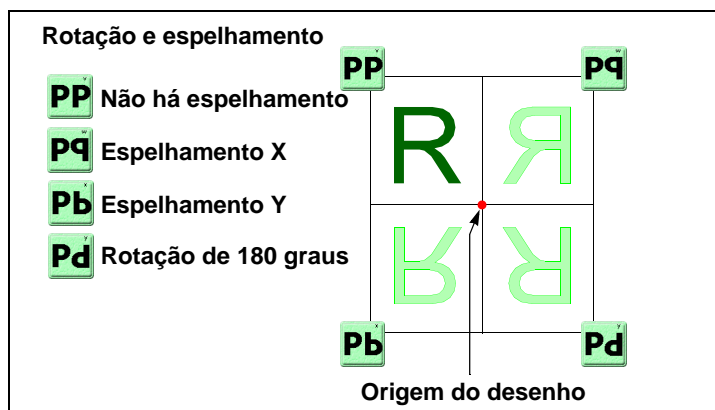 Rotação e espelhamento
PP Não há espelhamento
Pq Espelhamento X
Pb Espelhamento Y
Pd Rotação de 180 graus
PP
Pq
R R
R R
Pb
Pd
Origem do desenho